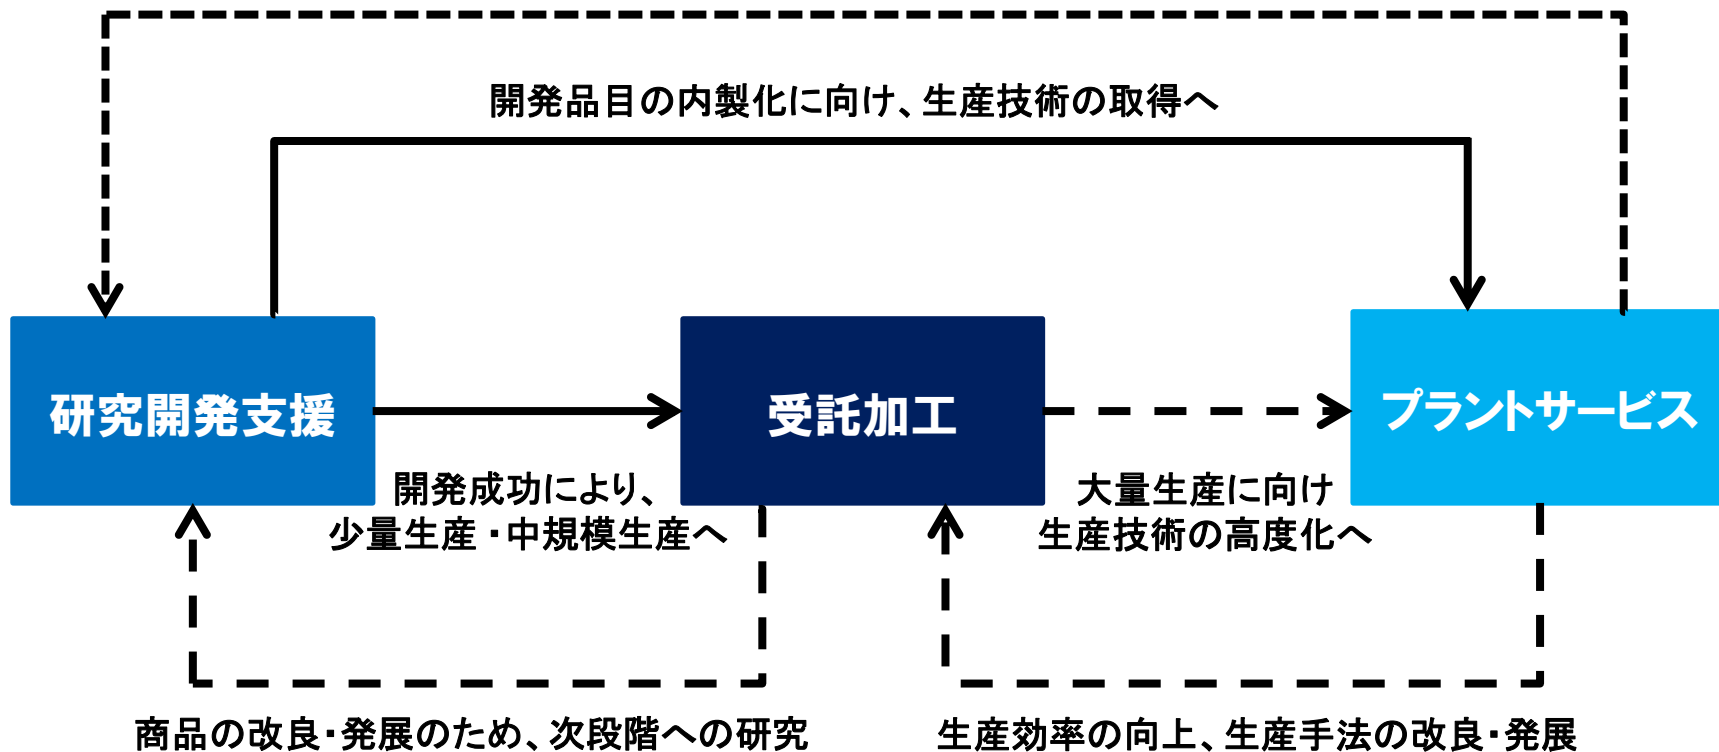 開発品目の内製化に向け、生産技術の取得へ
研究開発支援
受託加工
プラントサービス
開発成功により、
少量生産・中規模生産へ
大量生産に向け
生産技術の高度化へ
商品の改良・発展のため、次段階への研究
生産効率の向上、生産手法の改良・発展